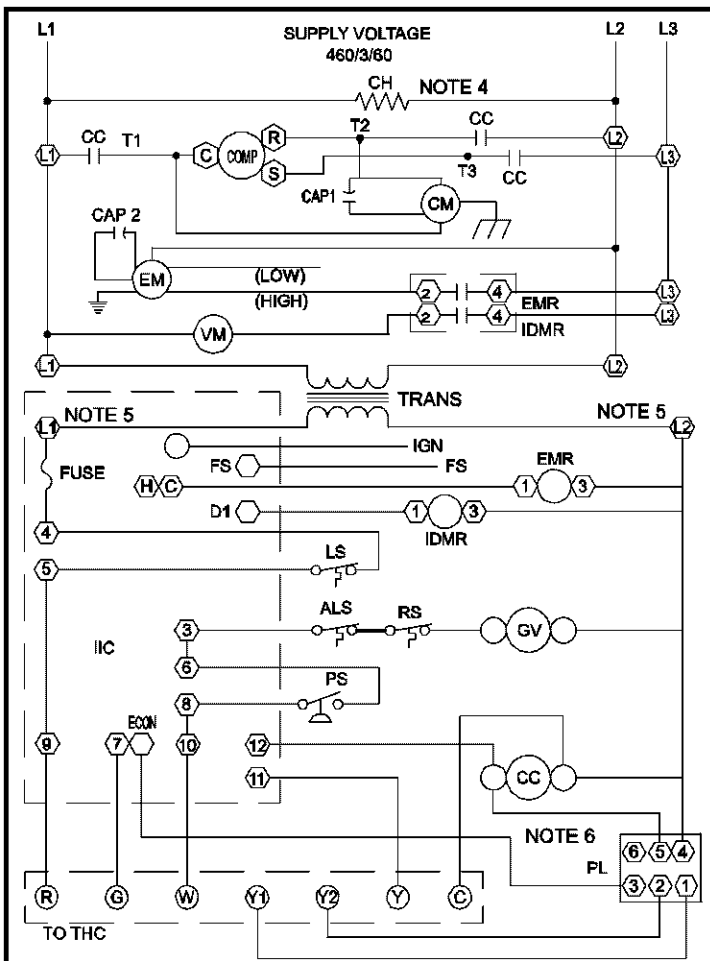 L1 SUPPLY VOLTAGE L2 L3
460/3/60
CH NOTE 4
CC T1 R T2 CC L2
L1 C COMP S T3 CC L3
CAP1 CM
CAP 2
EM (LOW)
(HIGH) 2 4 EMR L3
VM 2 4 IDMR L3
L1 L2
TRANS
L1 NOTE 5 NOTE 5 L2
IGN
FUSE FS FS EMR
H C 1 3
D1 1 3
4 IDMR
LS
5
ALS RS
3 GV
IIC
6
PS
8
ECON
9 7 10 12
CC
11
NOTE 6
6 5 4
PL
3 2 1
R G W Y1 Y2 Y C
TO THC